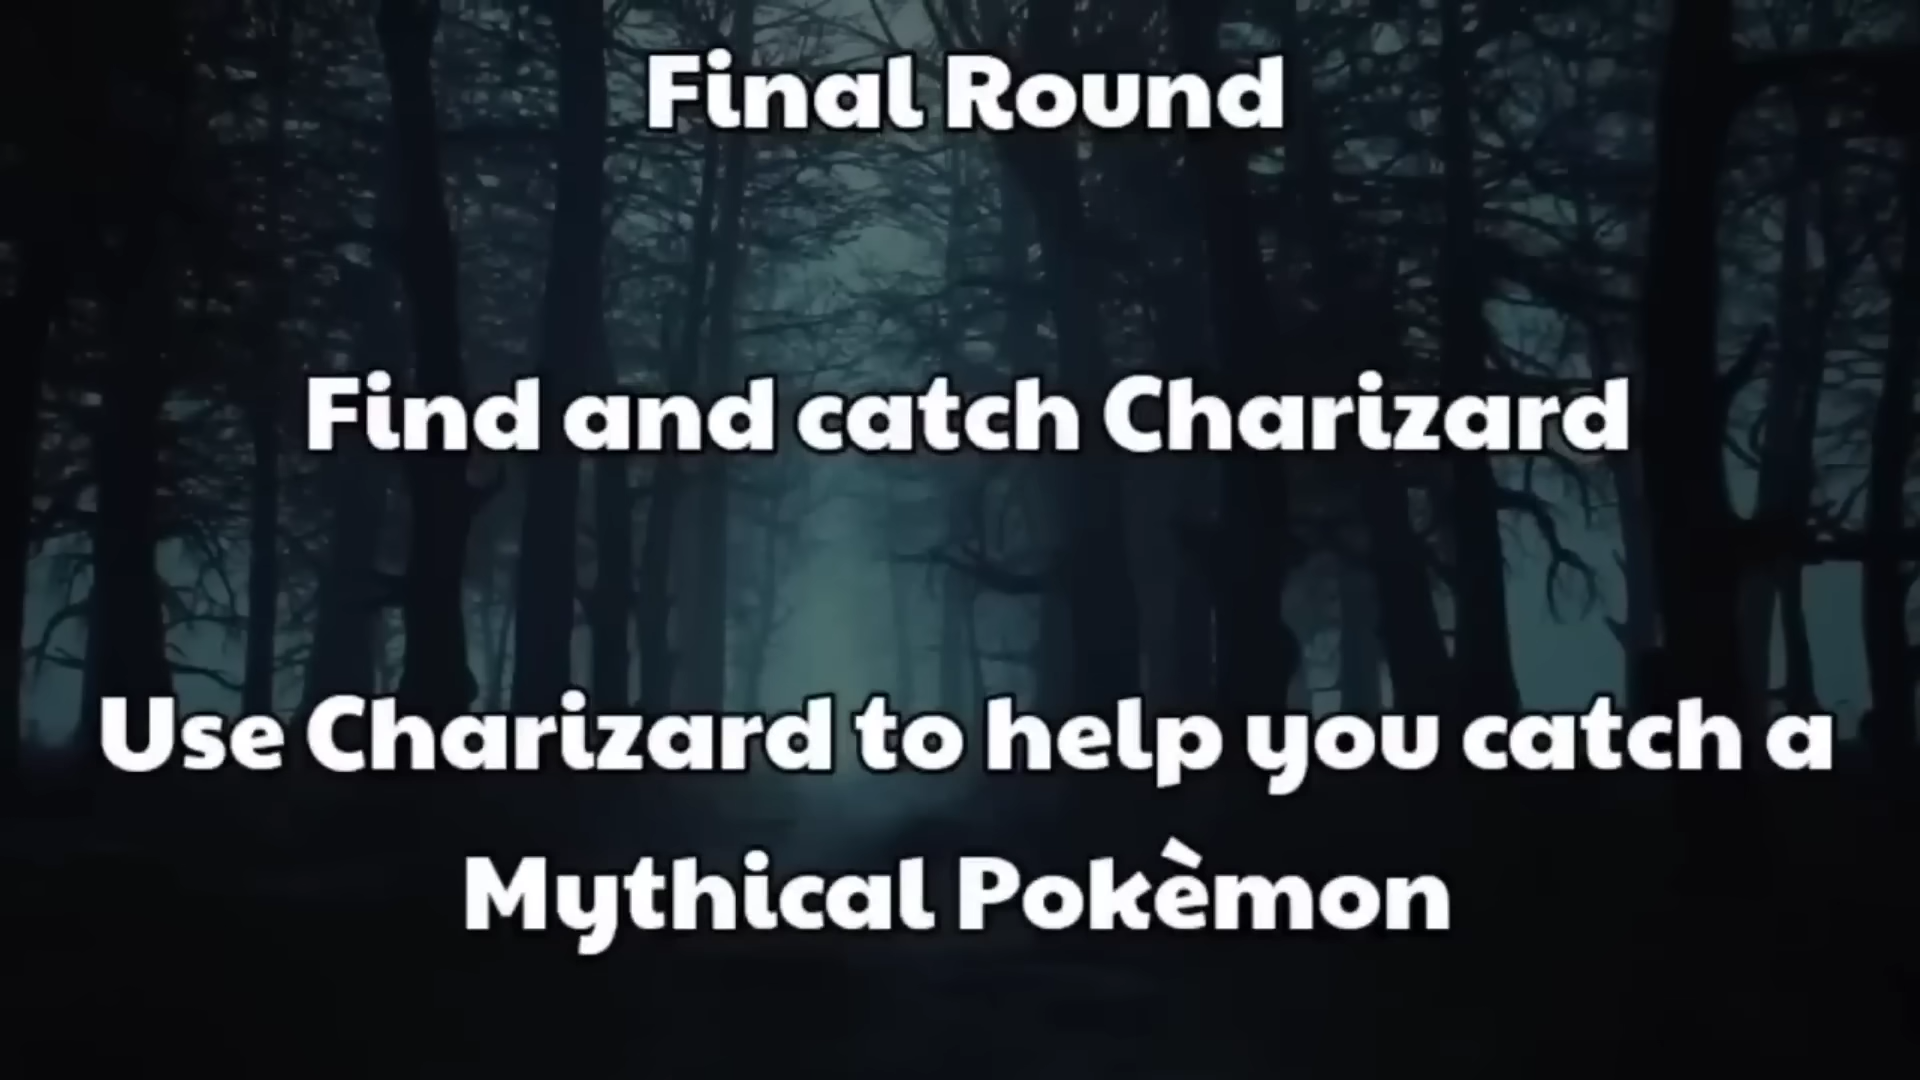 Final Round
Find and catch Charizard
Use Charizard to help you catch a
Mythical Pokèmon